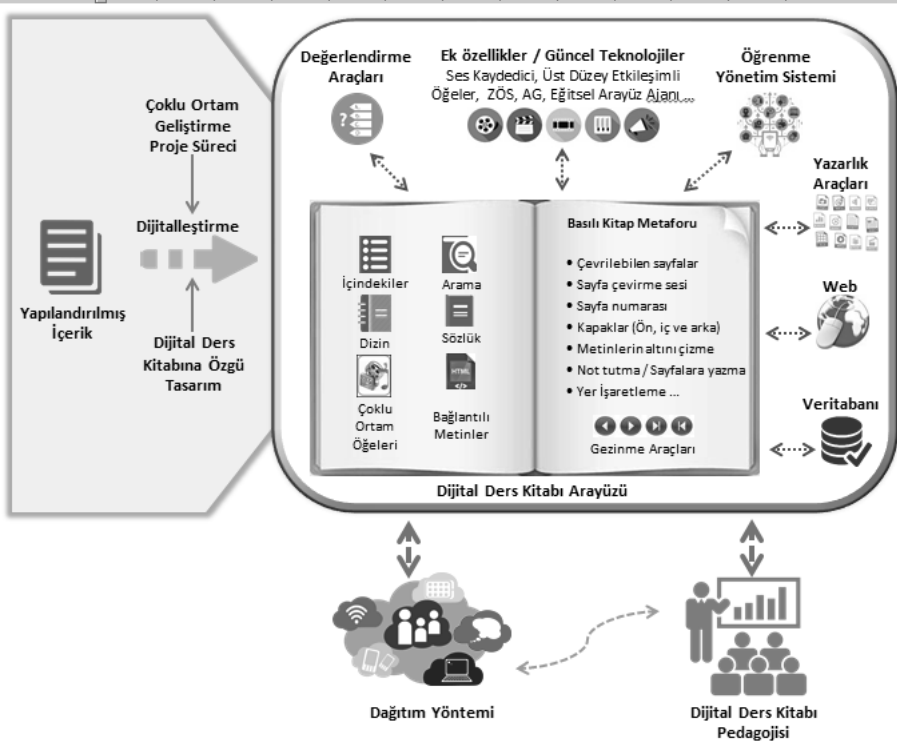 Çoklu Ortam
Geliştirme
Proje Süreci
Dijitalleştirme
Yapılandırılmış
İçerik
Dijital Ders
Kitabına Özgü
Tasarım
Değerlendirme
Araçları
Ek özellikler / Güncel Teknolojiler
Ses Kaydedici, Üst Düzey Etkileşimli
Öğeler, ZÖS, AG, Eğitsel Arayüz Ajanı ...
Öğrenme
Yönetim Sistemi
Yazarlık
Araçları
Web
Veritabanı
İçindekiler
Arama
Dizin
Sözlük
Çoklu
Ortam
Öğeleri
HTML
</>
Bağlantılı
Metinler
Basılı Kitap Metaforu
• Çevrilebilen sayfalar
• Sayfa çevirme sesi
• Sayfa numarası
• Kapaklar (Ön, iç ve arka)
• Metinlerin altını çizme
• Not tutma / Sayfalara yazma
• Yer İşaretleme ...
Gezinme Araçları
Dijital Ders Kitabı Arayüzü
Dağıtım Yöntemi
Dijital Ders Kitabı
Pedagojisi